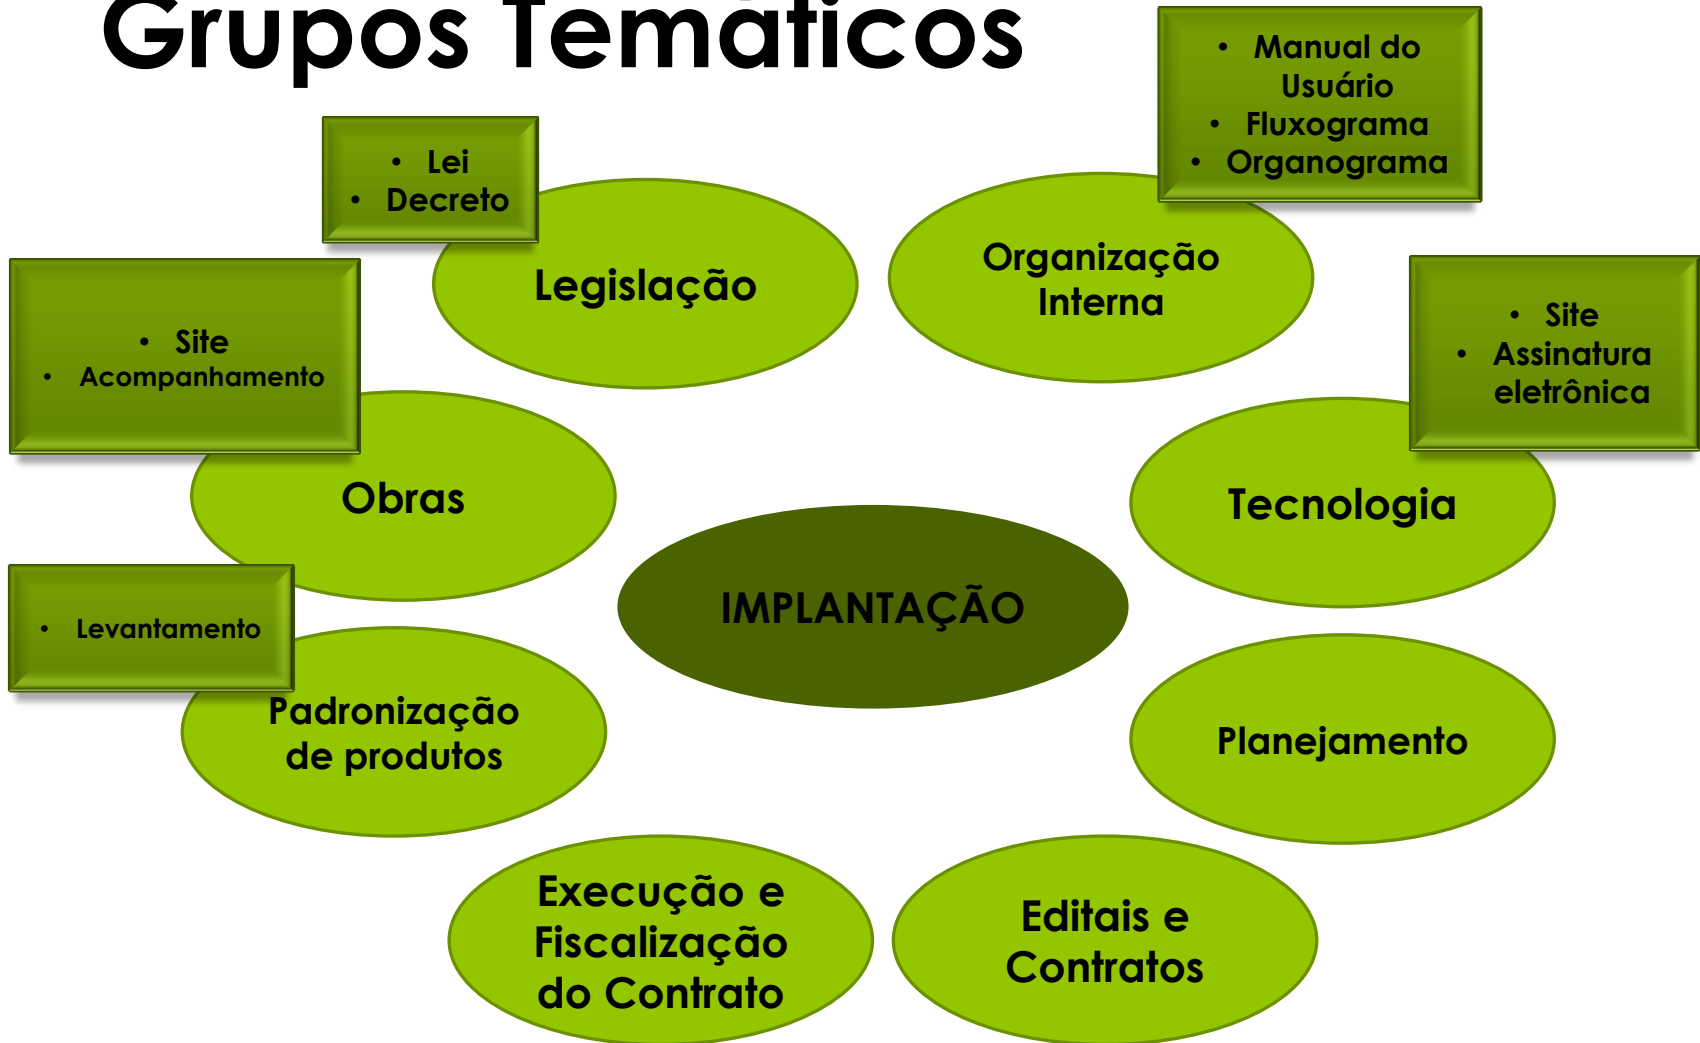 Grupos Temáticos
• Manual do
Usuário
• Fluxograma
• Organograma
• Lei
• Decreto
Legislação
Organização
Interna
• Site
• Acompanhamento
• Site
• Assinatura
eletrônica
Obras
Tecnologia
IMPLANTAÇÃO
• Levantamento
Padronização
de produtos
Planejamento
Execução e
Fiscalização
do Contrato
Editais e
Contratos